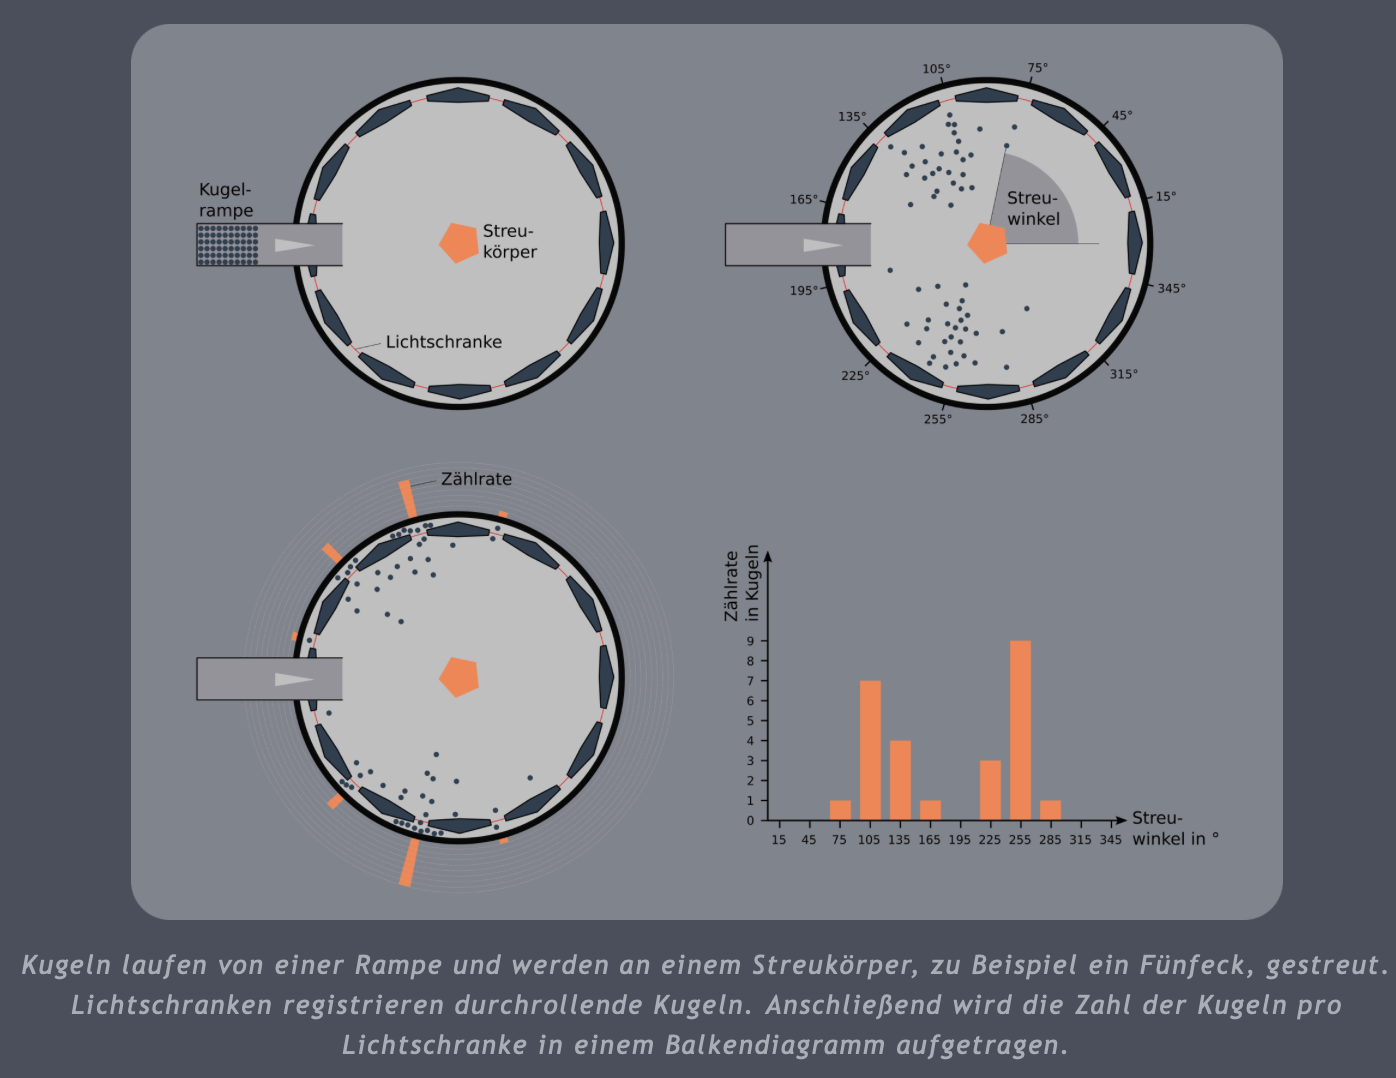 Kugel-
rampe
Streu-
körper
Lichtschranke
105°
75°
135°
45°
165°
15°
Streu-
winkel
195°
345°
225°
315°
255°
285°
Zählrate
Zählrate
in Kugeln
9
8
7
6
5
4
3
2
1
0
15 45 75 105 135 165 195 225 255 285 315 345
Streu-
winkel in °
Kugeln laufen von einer Rampe und werden an einem Streukörper, zu Beispiel ein Fünfeck, gestreut.
Lichtschranken registrieren durchrollende Kugeln. Anschließend wird die Zahl der Kugeln pro
Lichtschranke in einem Balkendiagramm aufgetragen.